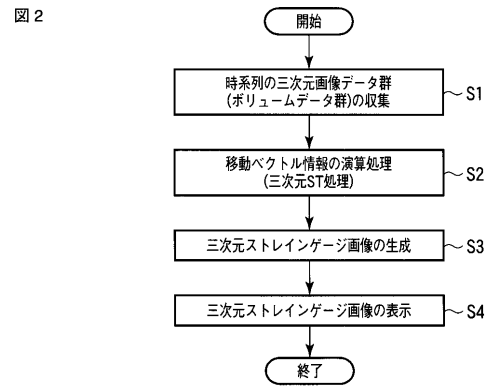 図2
開始
時系列の三次元画像データ群
(ボリュームデータ群)の収集
S1
移動ベクトル情報の演算処理
(三次元ST処理)
S2
三次元ストレインゲージ画像の生成
S3
三次元ストレインゲージ画像の表示
S4
終了